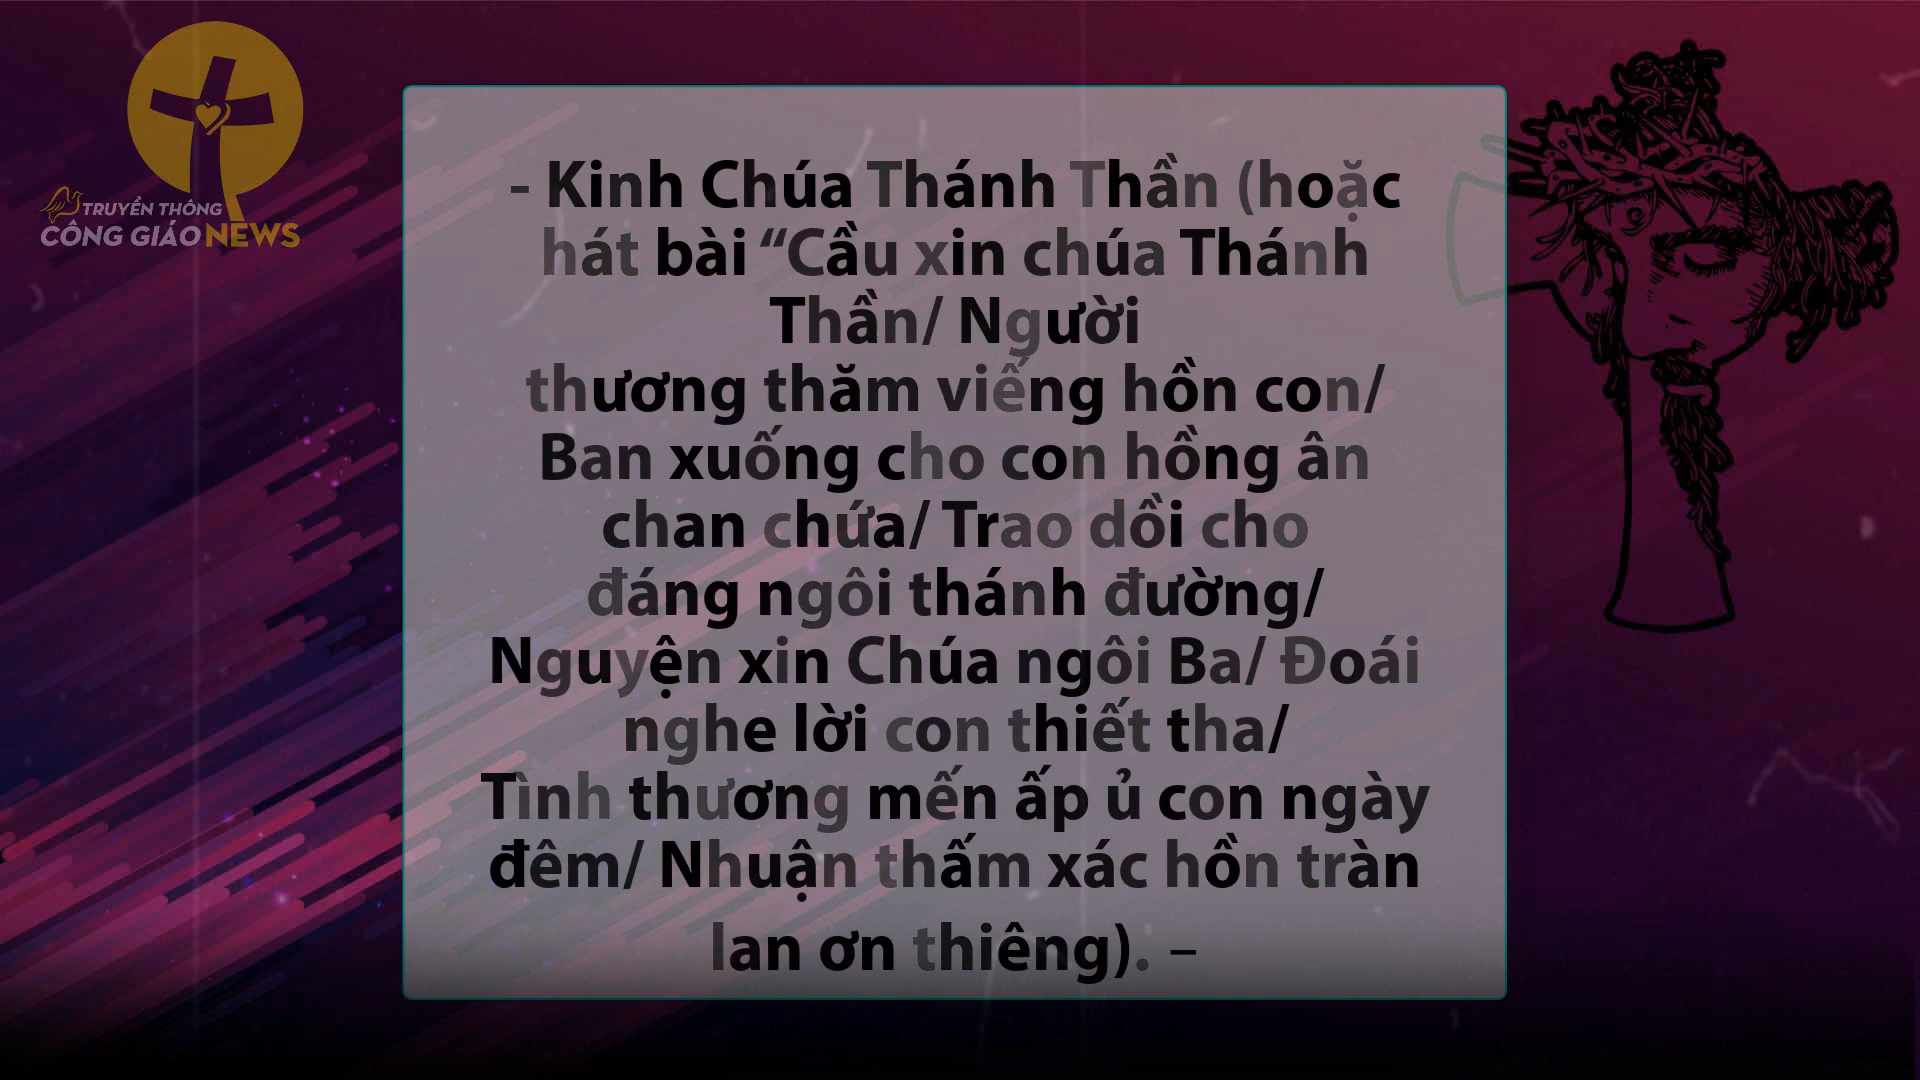 TRUYỀN THÔNG
CÔNG GIÁO NEWS
- Kinh Chúa Thánh Thần (hoặc
hát bài “Cầu xin chúa Thánh
Thần/ Người
thương thăm viếng hồn con/
Ban xuống cho con hồng ân
chan chứa/ Trao dồi cho
đáng ngôi thánh đường/
Nguyện xin Chúa ngôi Ba/ Đoái
nghe lời con thiết tha/
Tình thương mến ấp ủ con ngày
đêm/ Nhuận thấm xác hồn tràn
lan ơn thiêng). –